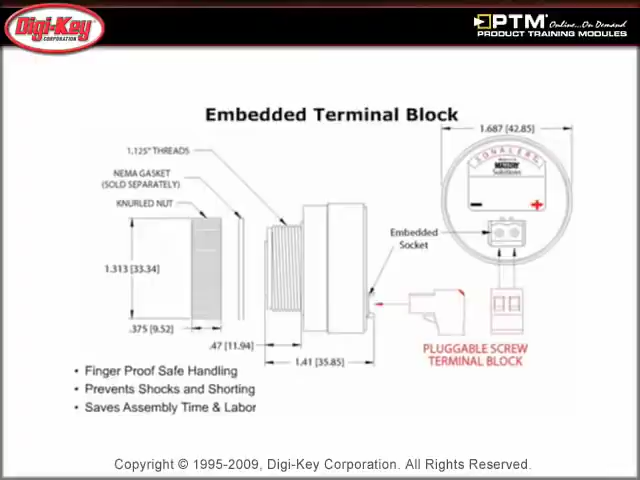 Digi-Key
CORPORATION
PTM
Online...On Demand
PRODUCT TRAINING MODULES
Embedded Terminal Block
1.687 [42.85]
1.125" THREADS
NEMA GASKET
(SOLD SEPARATELY)
KNURLED NUT
SONALERT
MALLORY
Solutions
- +
Embedded
Socket
1.313 [33.34]
.375 [9.52]
.47 [11.94]
1.41 [35.85]
PLUGGABLE SCREW
TERMINAL BLOCK
• Finger Proof Safe Handling
• Prevents Shocks and Shorting
• Saves Assembly Time & Labor
Copyright © 1995-2009, Digi-Key Corporation. All Rights Reserved.